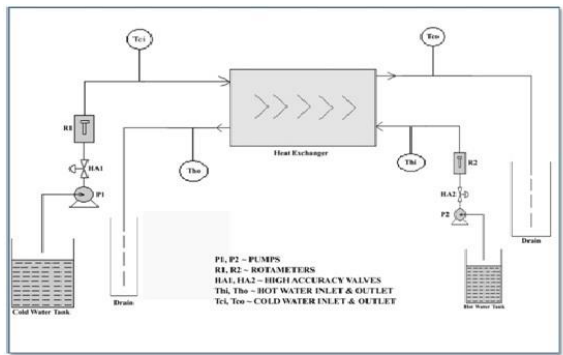 Tci
Tco
R1
Heat Exchanger
HA1
Tho
Thi
R2
P1
HA2
P2
Drain
Drain
Cold Water Tank
Hot Water Tank
P1, P2 ~ PUMPS
R1, R2 ~ ROTAMETERS
HA1, HA2 ~ HIGH ACCURACY VALVES
Thi, Tho ~ HOT WATER INLET & OUTLET
Tci, Tco ~ COLD WATER INLET & OUTLET